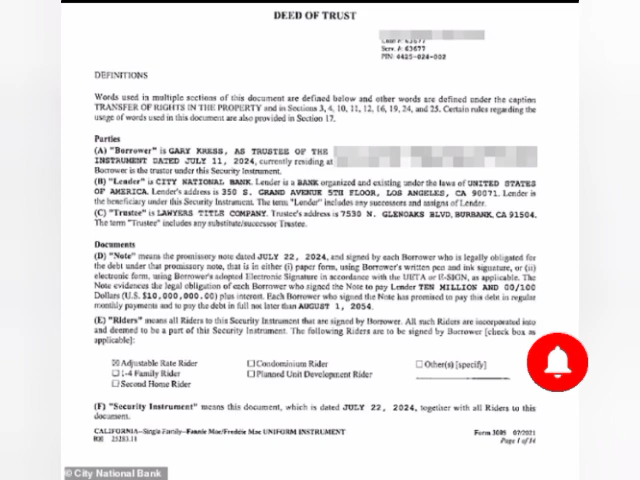 DEED OF TRUST
Serv. #: 63677
PIN: 4425-024-002
DEFINITIONS
Words used in multiple sections of this document are defined below and other words are defined under the caption
TRANSFER OF RIGHTS IN THE PROPERTY and in Sections 3, 4, 10, 11, 12, 16, 19, 24, and 25. Certain rules regarding the
usage of words used in this document are also provided in Section 17.
Parties
(A) "Borrower" is GARY KRESS, AS TRUSTEE OF THE
INSTRUMENT DATED JULY 11, 2024, currently residing at
Borrower is the trustor under this Security Instrument.
(B) "Lender" is CITY NATIONAL BANK. Lender is a BANK organized and existing under the laws of UNITED STATES
OF AMERICA. Lender's address is 350 S. GRAND AVENUE 5TH FLOOR, LOS ANGELES, CA 90071. Lender is
the beneficiary under this Security Instrument. The term "Lender" includes any successors and assigns of Lender.
(C) "Trustee" is LAWYERS TITLE COMPANY. Trustee's address is 7530 N. GLENOAKS BLVD, BURBANK, CA 91504.
The term "Trustee" includes any substitute/successor Trustee.
Documents
(D) "Note" means the promissory note dated JULY 22, 2024, and signed by each Borrower who is legally obligated for
the debt under that promissory note, that is in either (i) paper form, using Borrower's written pen and ink signature, or (ii)
electronic form, using Borrower's adopted Electronic Signature in accordance with the UETA or E-SIGN, as applicable. The
Note evidences the legal obligation of each Borrower who signed the Note to pay Lender TEN MILLION AND 00/100
Dollars (U.S. $10,000,000.00) plus interest. Each Borrower who signed the Note has promised to pay this debt in regular
monthly payments and to pay the debt in full not later than AUGUST 1, 2054.
(E) "Riders" means all Riders to this Security Instrument that are signed by Borrower. All such Riders are incorporated into
and deemed to be a part of this Security Instrument. The following Riders are to be signed by Borrower [check box as
applicable]:
☒ Adjustable Rate Rider ☐ Condominium Rider ☐ Other(s) [specify]
☐ 1-4 Family Rider ☐ Planned Unit Development Rider
☐ Second Home Rider
(F) "Security Instrument" means this document, which is dated JULY 22, 2024, together with all Riders to this
document.
CALIFORNIA--Single Family--Fannie Mae/Freddie Mac UNIFORM INSTRUMENT Form 3005 07/2021
Page 1 of 14
© City National Bank